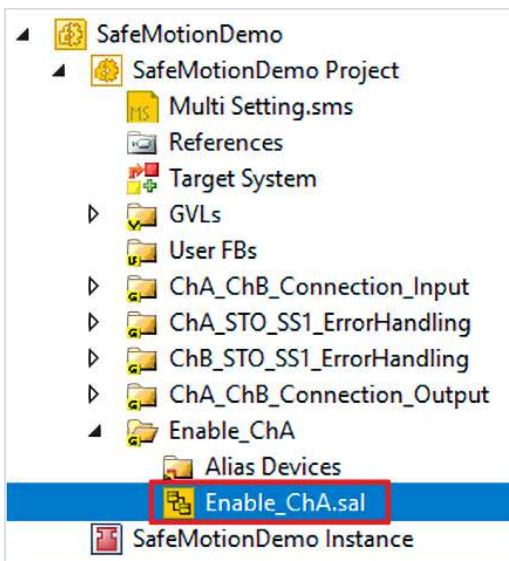 SafeMotionDemo
SafeMotionDemo Project
MS Multi Setting.sms
References
Target System
GVLs
User FBs
ChA_ChB_Connection_Input
ChA_STO_SS1_ErrorHandling
ChB_STO_SS1_ErrorHandling
ChA_ChB_Connection_Output
Enable_ChA
Alias Devices
Enable_ChA.sal
SafeMotionDemo Instance